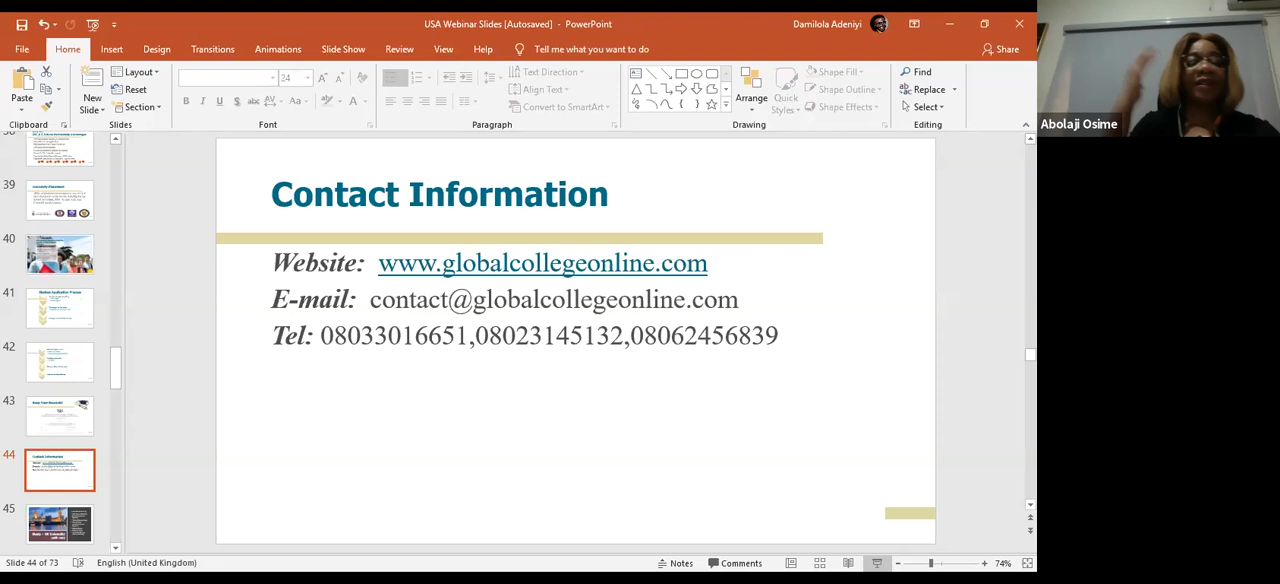 USA Webinar Slides [Autosaved] - PowerPoint
Damilola Adeniyi
File Home Insert Design Transitions Animations Slide Show Review View Help Tell me what you want to do Share
Paste
New Slide
Layout
Reset
Section
24
B I U S abc AV Aa A
Text Direction
Align Text
Convert to SmartArt
Arrange
Quick Styles
Shape Fill
Shape Outline
Shape Effects
Find
Replace
Select
Clipboard Slides Font Paragraph Drawing Editing
Abolaji Osime
39
40
41
42
43
44
45
Contact Information
Website: www.globalcollegeonline.com
E-mail: contact@globalcollegeonline.com
Tel: 08033016651,08023145132,08062456839
Slide 44 of 73 English (United Kingdom) Notes Comments 74%